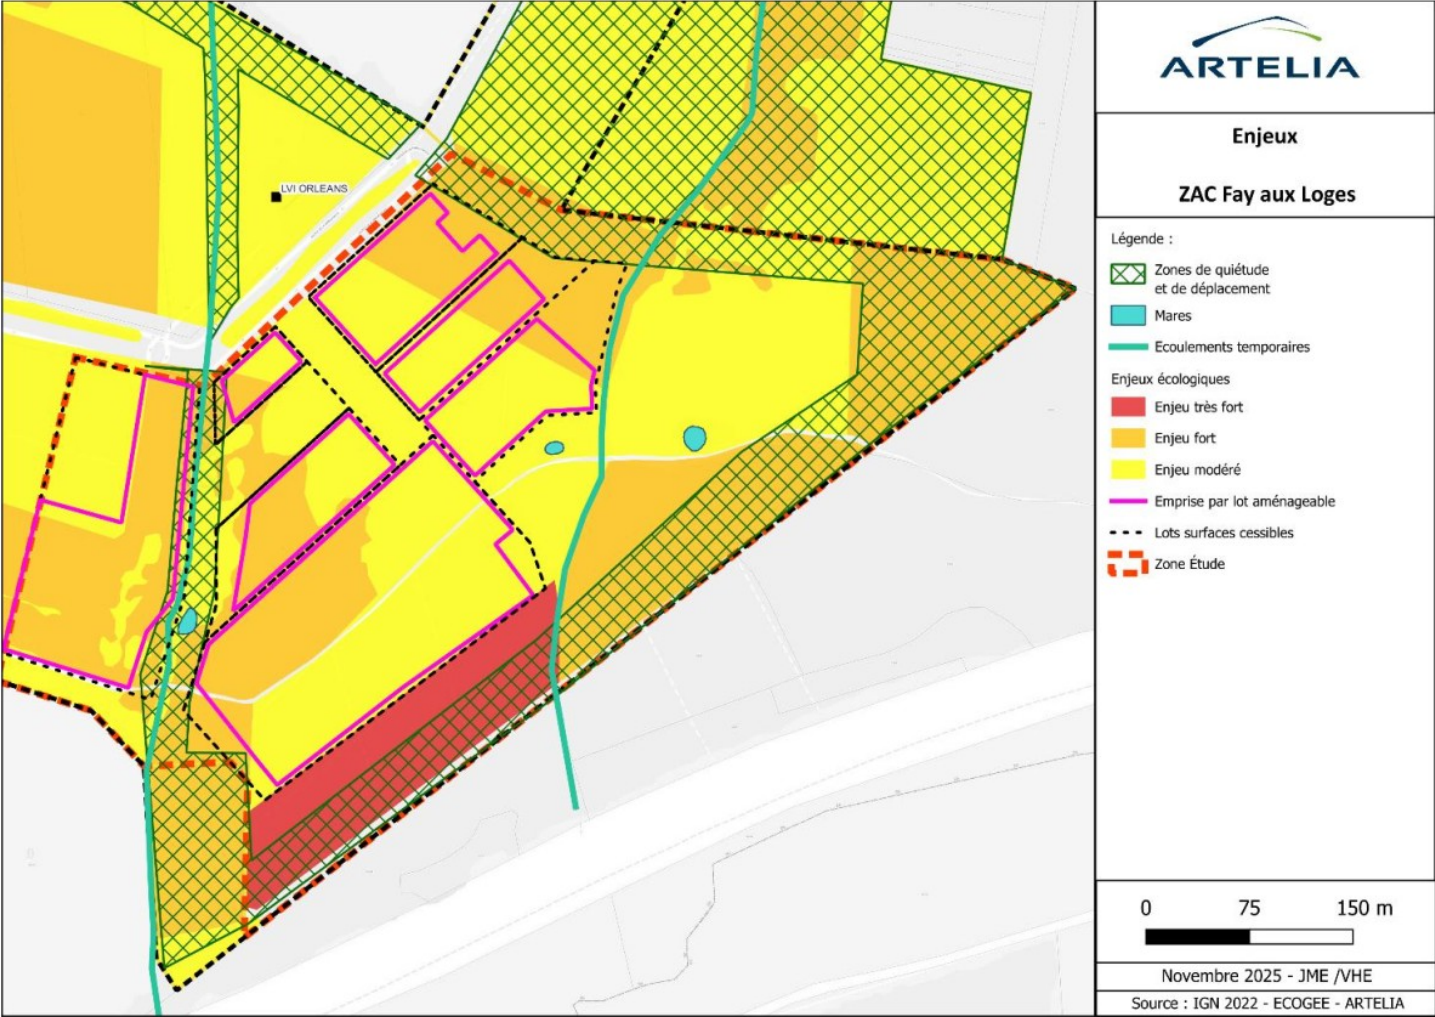 LVI ORLEANS
ARTELIA
Enjeux
ZAC Fay aux Loges
Légende :
Zones de quiétude
et de déplacement
Mares
Ecoulements temporaires
Enjeux écologiques
Enjeu très fort
Enjeu fort
Enjeu modéré
Emprise par lot aménageable
Lots surfaces cessibles
Zone Étude
0 75 150 m
Novembre 2025 - JME /VHE
Source : IGN 2022 - ECOGEE - ARTELIA